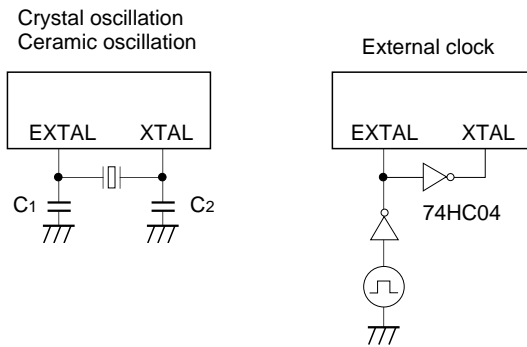 Crystal oscillation
Ceramic oscillation
EXTAL XTAL
C1 C2
External clock
EXTAL XTAL
74HC04